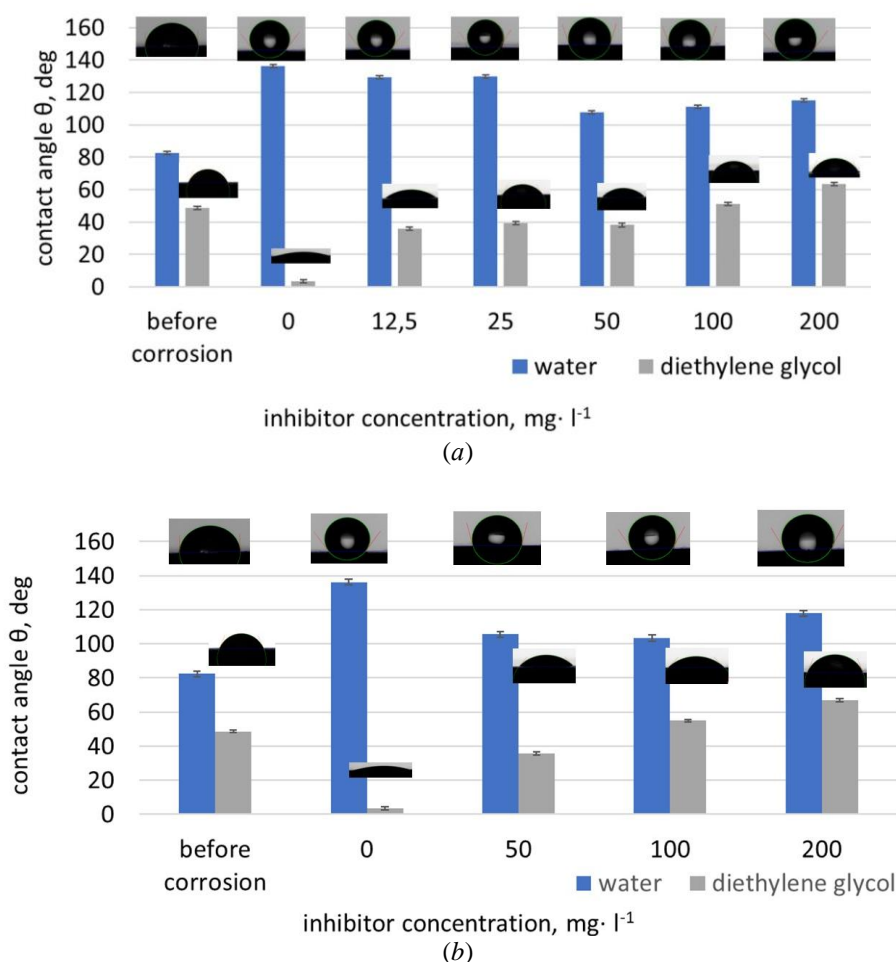 160
140
120
100
80
60
40
20
0
contact angle θ, deg
before corrosion 0 12,5 25 50 100 200
water diethylene glycol
inhibitor concentration, mg· l⁻¹
(a)
160
140
120
100
80
60
40
20
0
contact angle θ, deg
before corrosion 0 50 100 200
water diethylene glycol
inhibitor concentration, mg· l⁻¹
(b)